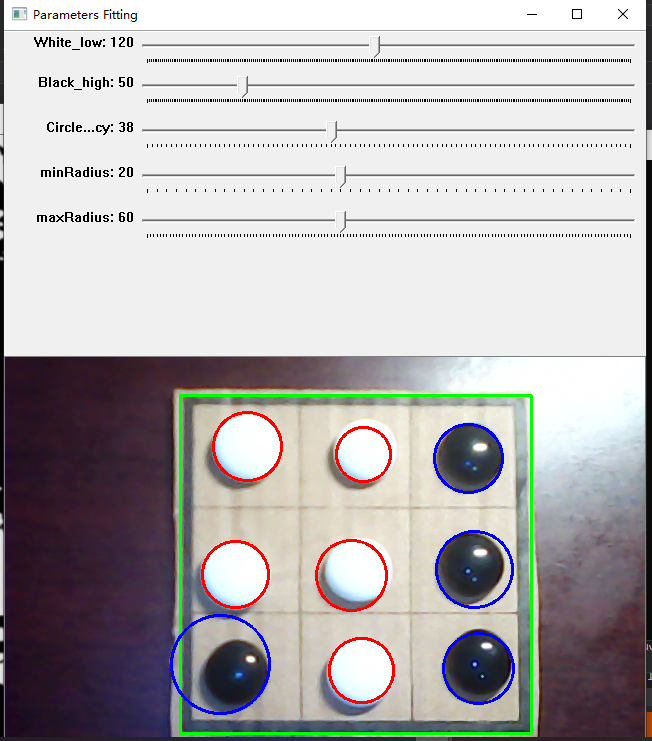 Parameters Fitting
White_low: 120
Black_high: 50
Circle...cy: 38
minRadius: 20
maxRadius: 60